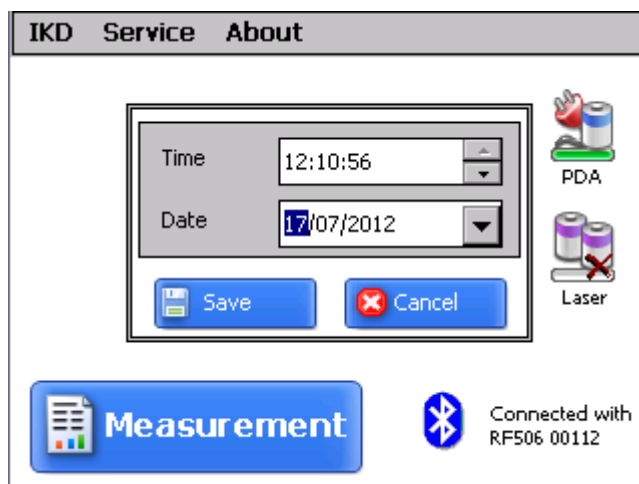 IKD Service About
Time 12:10:56
PDA
Date 17/07/2012
Save Cancel
Laser
Measurement
Connected with
RF506 00112